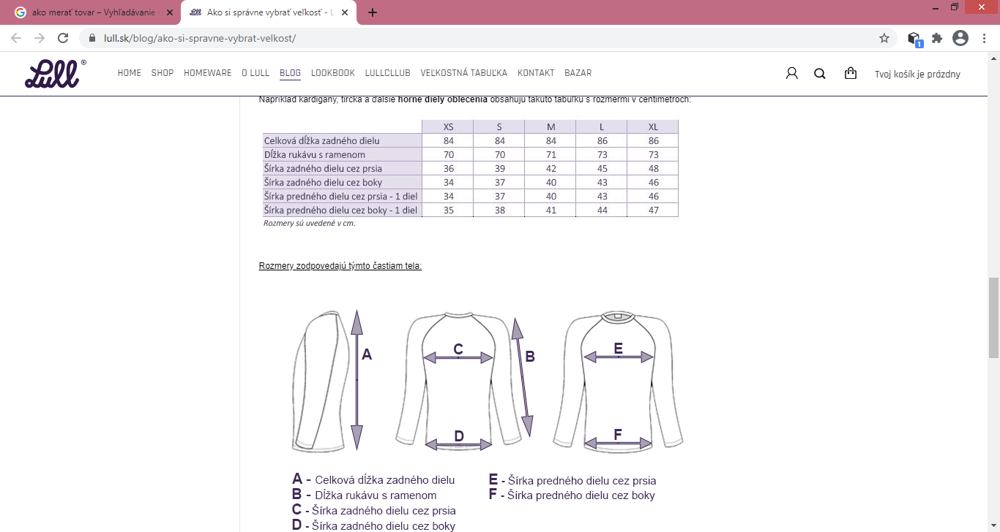 ako merať tovar – Vyhľadávanie
Ako si správne vybrať veľkosť - L
lull.sk/blog/ako-si-spravne-vybrat-velkost/
1
Lull ®
HOME SHOP HOMEWARE O LULL BLOG LOOKBOOK LULLCLLUB VEĽKOSTNÁ TABUĽKA KONTAKT BAZAR
Tvoj košík je prázdny
Napríklad kardigány, tírčka a ďalšie horné diely oblečenia obsahujú takúto tabuľku s rozmermi v centimetroch:
XS S M L XL
Celková dĺžka zadného dielu 84 84 84 86 86
Dĺžka rukávu s ramenom 70 70 71 73 73
Šírka zadného dielu cez prsia 36 39 42 45 48
Šírka zadného dielu cez boky 34 37 40 43 46
Šírka predného dielu cez prsia - 1 diel 34 37 40 43 46
Šírka predného dielu cez boky - 1 diel 35 38 41 44 47
Rozmery sú uvedené v cm.
Rozmery zodpovedajú týmto častiam tela:
A
C
B
E
D
F
A - Celková dĺžka zadného dielu
B - Dĺžka rukávu s ramenom
C - Šírka zadného dielu cez prsia
D - Šírka zadného dielu cez boky
E - Šírka predného dielu cez prsia
F - Šírka predného dielu cez boky